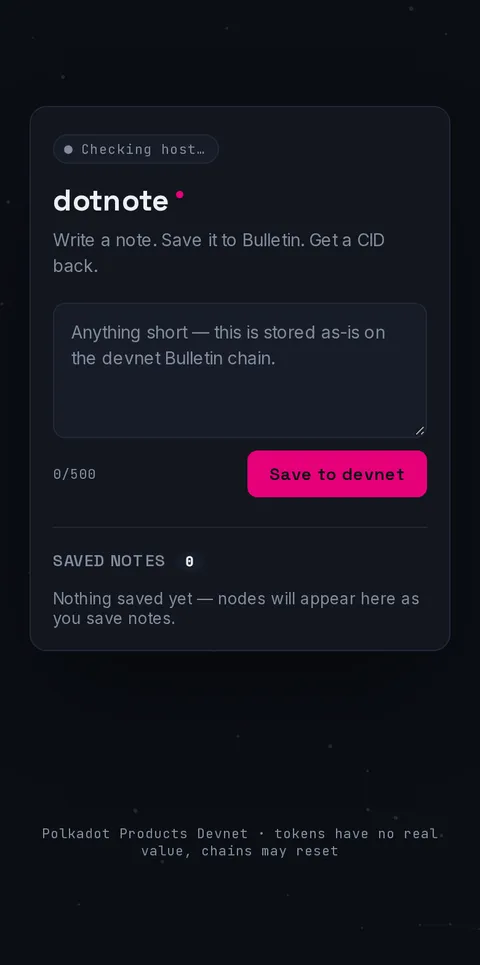 Checking host…
dotnote
Write a note. Save it to Bulletin. Get a CID
back.
Anything short — this is stored as-is on
the devnet Bulletin chain.
0/500
Save to devnet
SAVED NOTES 0
Nothing saved yet — nodes will appear here as
you save notes.
Polkadot Products Devnet · tokens have no real
value, chains may reset